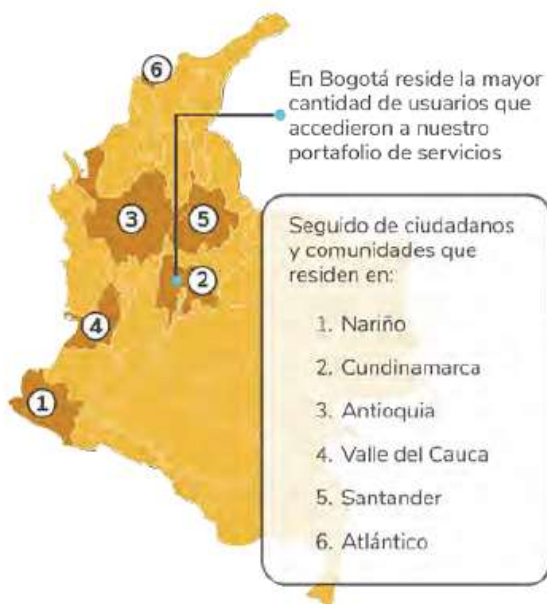 6
En Bogotá reside la mayor
cantidad de usuarios que
accedieron a nuestro
portafolio de servicios
3
5
2
4
1
Seguido de ciudadanos
y comunidades que
residen en:
1. Nariño
2. Cundinamarca
3. Antioquia
4. Valle del Cauca
5. Santander
6. Atlántico